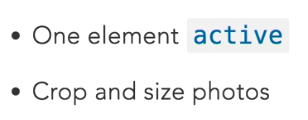 • One element active
• Crop and size photos